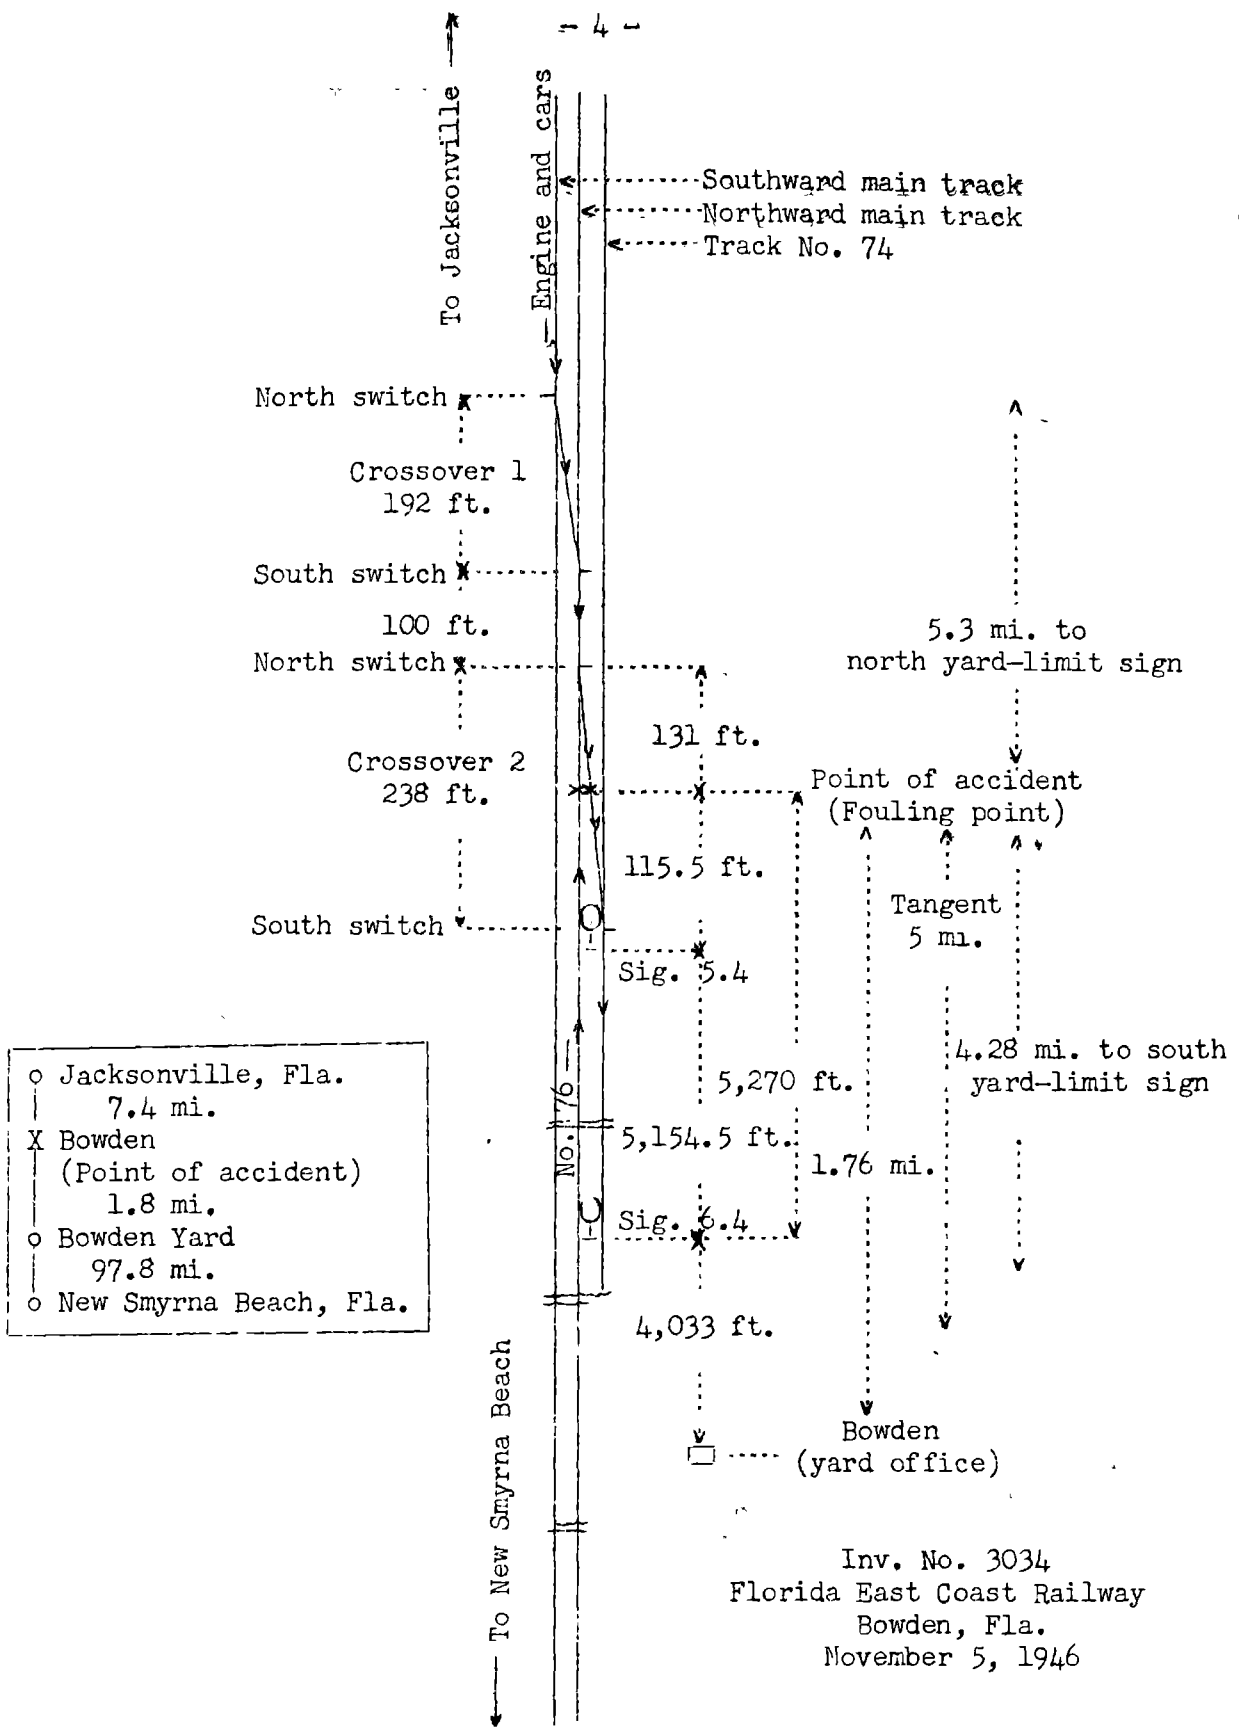 - 4 -
To Jacksonville
Engine and cars
Southward main track
Northward main track
Track No. 74
North switch
Crossover 1
192 ft.
South switch
100 ft.
North switch
5.3 mi. to
north yard-limit sign
131 ft.
Crossover 2
238 ft.
Point of accident
(Fouling point)
115.5 ft.
Tangent
5 mi.
South switch
Sig. 5.4
No. 76
4.28 mi. to south
yard-limit sign
5,270 ft.
5,154.5 ft.
1.76 mi.
Sig. 6.4
4,033 ft.
Jacksonville, Fla.
7.4 mi.
X Bowden
(Point of accident)
1.8 mi.
Bowden Yard
97.8 mi.
New Smyrna Beach, Fla.
To New Smyrna Beach
Bowden
(yard office)
Inv. No. 3034
Florida East Coast Railway
Bowden, Fla.
November 5, 1946